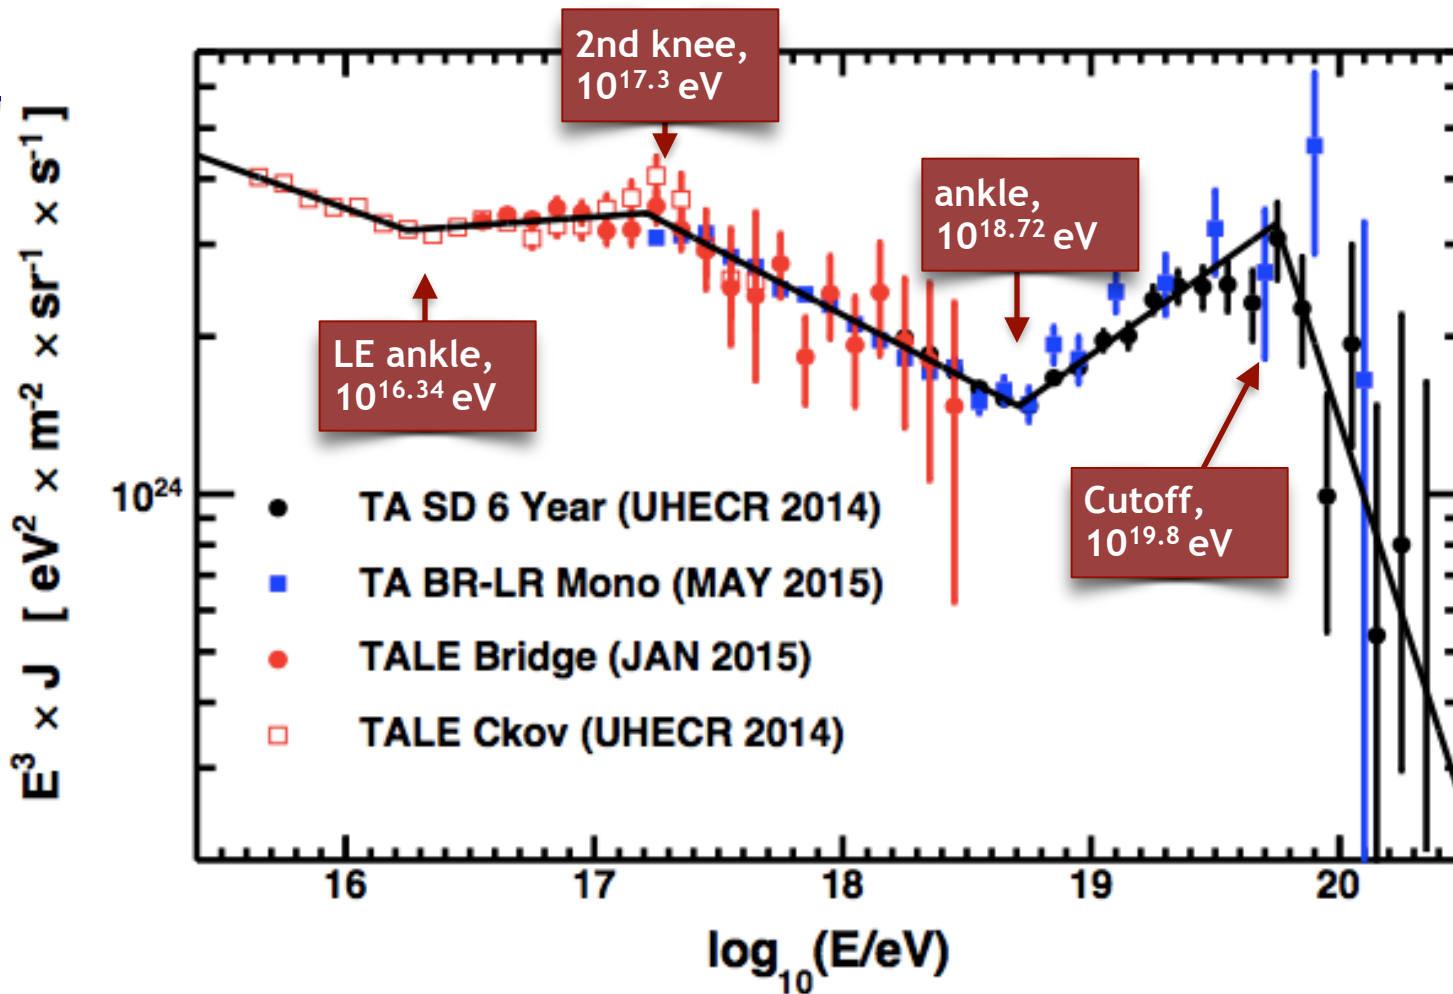 2nd knee,
10^17.3 eV
ankle,
10^18.72 eV
LE ankle,
10^16.34 eV
Cutoff,
10^19.8 eV
E^3 × J [ eV^2 × m^-2 × sr^-1 × s^-1 ]
10^24
TA SD 6 Year (UHECR 2014)
TA BR-LR Mono (MAY 2015)
TALE Bridge (JAN 2015)
TALE Ckov (UHECR 2014)
16 17 18 19 20
log_10(E/eV)